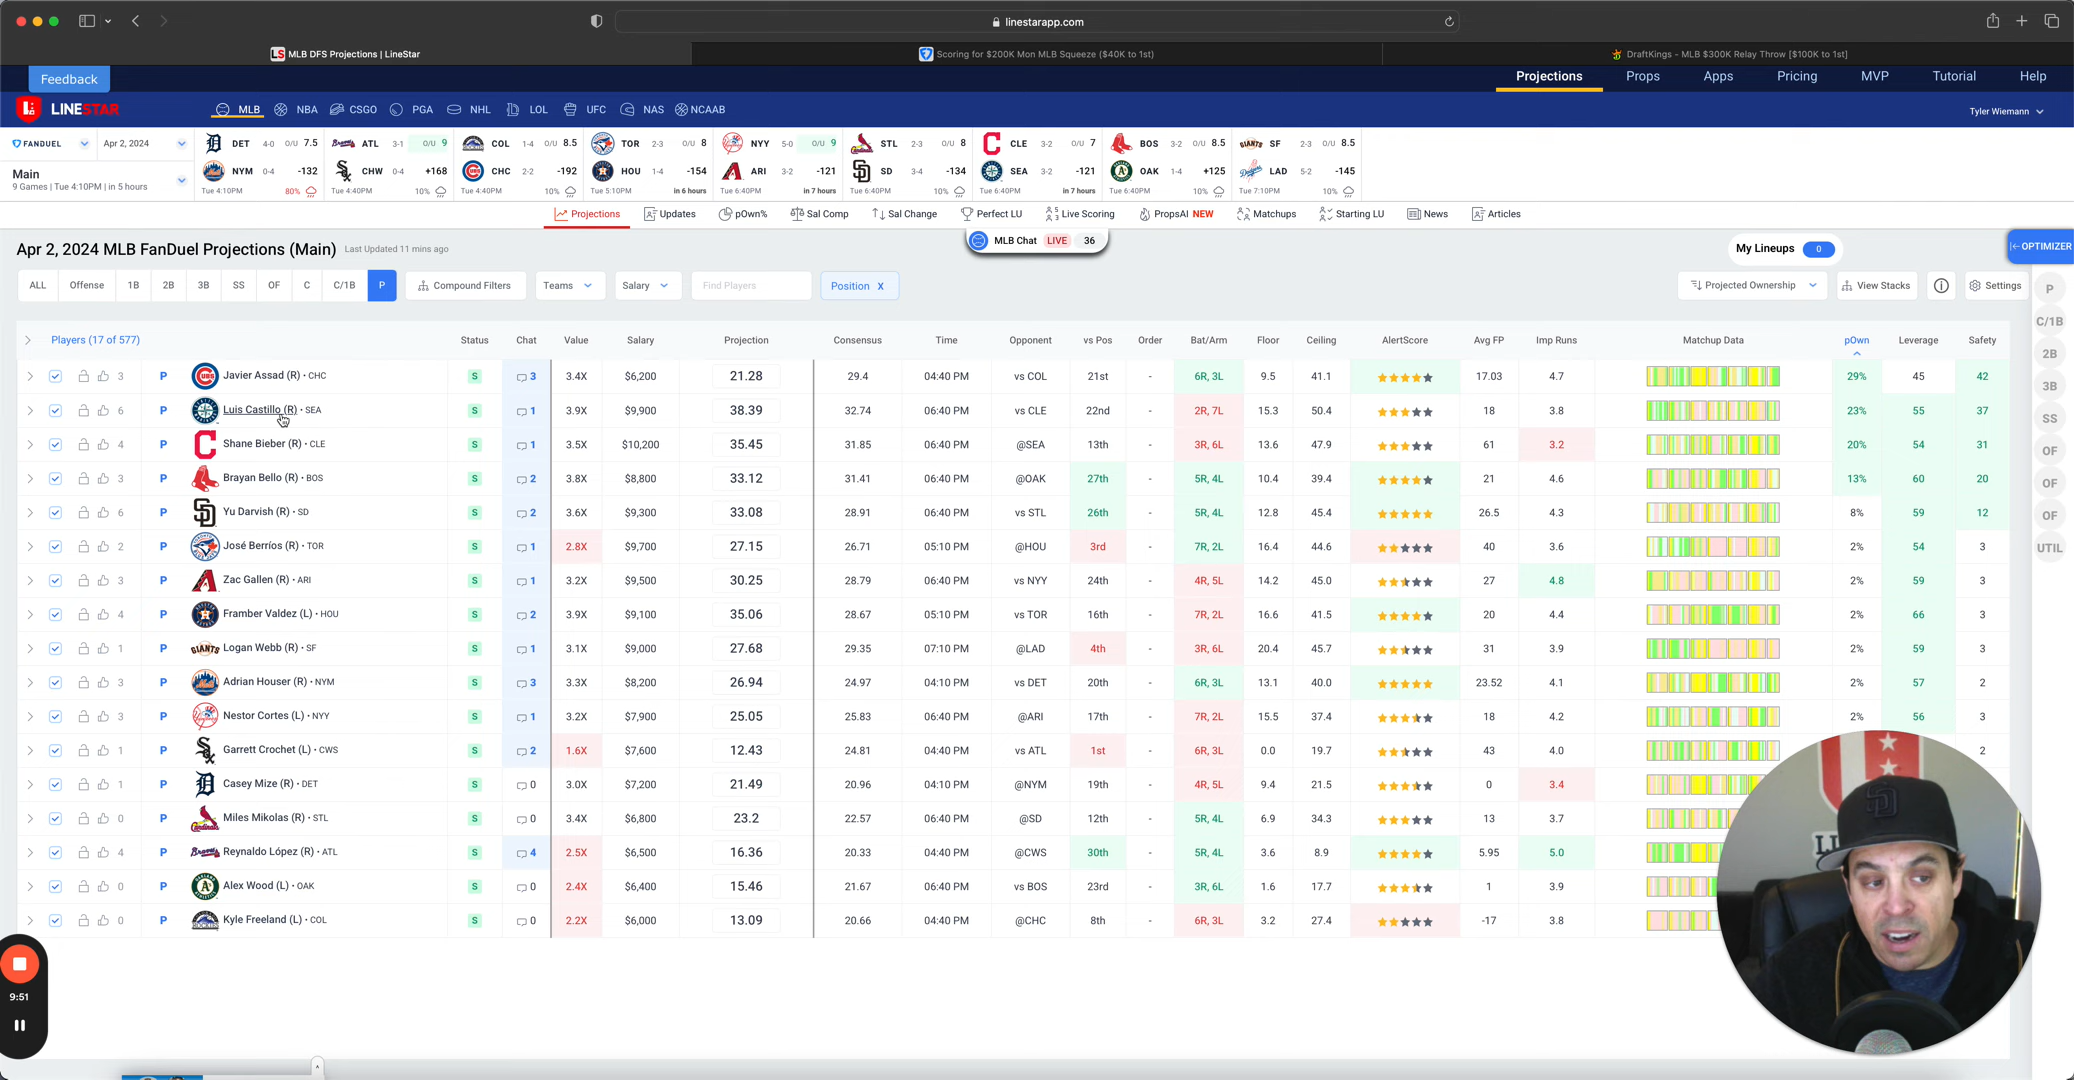 linestarapp.com
LS MLB DFS Projections | LineStar
Scoring for $200K Mon MLB Squeeze ($40K to 1st)
DraftKings - MLB $300K Relay Throw [$100K to 1st]
Feedback
Projections Props Apps Pricing MVP Tutorial Help
LINESTAR MLB NBA CSGO PGA NHL LOL UFC NAS NCAAB Tyler Wiemann
FANDUEL Apr 2, 2024
DET 4-0 O/U 7.5 ATL 3-1 O/U 9 COL 1-4 O/U 8.5 TOR 2-3 O/U 8 NYY 5-0 O/U 9 STL 2-3 O/U 8 CLE 3-2 O/U 7 BOS 3-2 O/U 8.5 SF 2-3 O/U 8.5
Main
9 Games | Tue 4:10PM | in 5 hours
NYM 0-4 -132 CHW 0-4 +168 CHC 2-2 -192 HOU 1-4 -154 ARI 3-2 -121 SD 3-4 -134 SEA 3-2 -121 OAK 1-4 +125 LAD 5-2 -145
Tue 4:10PM 80% Tue 4:40PM 10% Tue 4:40PM 10% Tue 5:10PM in 6 hours Tue 6:40PM in 7 hours Tue 6:40PM 10% Tue 6:40PM in 7 hours Tue 6:40PM 10% Tue 7:10PM 10%
Projections Updates pOwn% Sal Comp Sal Change Perfect LU Live Scoring PropsAI NEW Matchups Starting LU News Articles
MLB Chat LIVE 36
Apr 2, 2024 MLB FanDuel Projections (Main) Last Updated 11 mins ago
My Lineups 0
OPTIMIZER
ALL Offense 1B 2B 3B SS OF C C/1B P Compound Filters Teams Salary Find Players Position X Projected Ownership View Stacks Settings
P
C/1B
2B
3B
SS
OF
OF
OF
UTIL
Players (17 of 577) Status Chat Value Salary Projection Consensus Time Opponent vs Pos Order Bat/Arm Floor Ceiling AlertScore Avg FP Imp Runs Matchup Data pOwn Leverage Safety
3 P Javier Assad (R) • CHC S 3 3.4X $6,200 21.28 29.4 04:40 PM vs COL 21st - 6R, 3L 9.5 41.1 17.03 4.7 29% 45 42
6 P Luis Castillo (R) • SEA S 1 3.9X $9,900 38.39 32.74 06:40 PM vs CLE 22nd - 2R, 7L 15.3 50.4 18 3.8 23% 55 37
4 P Shane Bieber (R) • CLE S 1 3.5X $10,200 35.45 31.85 06:40 PM @SEA 13th - 3R, 6L 13.6 47.9 61 3.2 20% 54 31
3 P Brayan Bello (R) • BOS S 2 3.8X $8,800 33.12 31.41 06:40 PM @OAK 27th - 5R, 4L 10.4 39.4 21 4.6 13% 60 20
6 P Yu Darvish (R) • SD S 2 3.6X $9,300 33.08 28.91 06:40 PM vs STL 26th - 5R, 4L 12.8 45.4 26.5 4.3 8% 59 12
2 P José Berríos (R) • TOR S 1 2.8X $9,700 27.15 26.71 05:10 PM @HOU 3rd - 7R, 2L 16.4 44.6 40 3.6 2% 54 3
3 P Zac Gallen (R) • ARI S 1 3.2X $9,500 30.25 28.79 06:40 PM vs NYY 24th - 4R, 5L 14.2 45.0 27 4.8 2% 59 3
4 P Framber Valdez (L) • HOU S 2 3.9X $9,100 35.06 28.67 05:10 PM vs TOR 16th - 7R, 2L 16.6 41.5 20 4.4 2% 66 3
1 P Logan Webb (R) • SF S 1 3.1X $9,000 27.68 29.35 07:10 PM @LAD 4th - 3R, 6L 20.4 45.7 31 3.9 2% 59 3
3 P Adrian Houser (R) • NYM S 3 3.3X $8,200 26.94 24.97 04:10 PM vs DET 20th - 6R, 3L 13.1 40.0 23.52 4.1 2% 57 2
3 P Nestor Cortes (L) • NYY S 1 3.2X $7,900 25.05 25.83 06:40 PM @ARI 17th - 7R, 2L 15.5 37.4 18 4.2 2% 56 3
1 P Garrett Crochet (L) • CWS S 2 1.6X $7,600 12.43 24.81 04:40 PM vs ATL 1st - 6R, 3L 0.0 19.7 43 4.0 2
1 P Casey Mize (R) • DET S 0 3.0X $7,200 21.49 20.96 04:10 PM @NYM 19th - 4R, 5L 9.4 21.5 0 3.4
0 P Miles Mikolas (R) • STL S 0 3.4X $6,800 23.2 22.57 06:40 PM @SD 12th - 5R, 4L 6.9 34.3 13 3.7
4 P Reynaldo López (R) • ATL S 4 2.5X $6,500 16.36 20.33 04:40 PM @CWS 30th - 5R, 4L 3.6 8.9 5.95 5.0
0 P Alex Wood (L) • OAK S 0 2.4X $6,400 15.46 21.67 06:40 PM vs BOS 23rd - 3R, 6L 1.6 17.7 1 3.9
0 P Kyle Freeland (L) • COL S 0 2.2X $6,000 13.09 20.66 04:40 PM @CHC 8th - 6R, 3L 3.2 27.4 -17 3.8
9:51